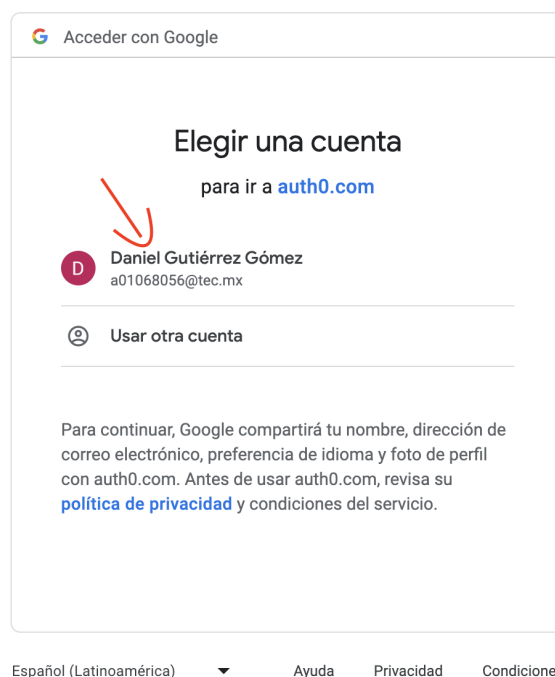 Acceder con Google
Elegir una cuenta
para ir a auth0.com
D
Daniel Gutiérrez Gómez
a01068056@tec.mx
Usar otra cuenta
Para continuar, Google compartirá tu nombre, dirección de
correo electrónico, preferencia de idioma y foto de perfil
con auth0.com. Antes de usar auth0.com, revisa su
política de privacidad y condiciones del servicio.
Español (Latinoamérica) Ayuda Privacidad Condicione